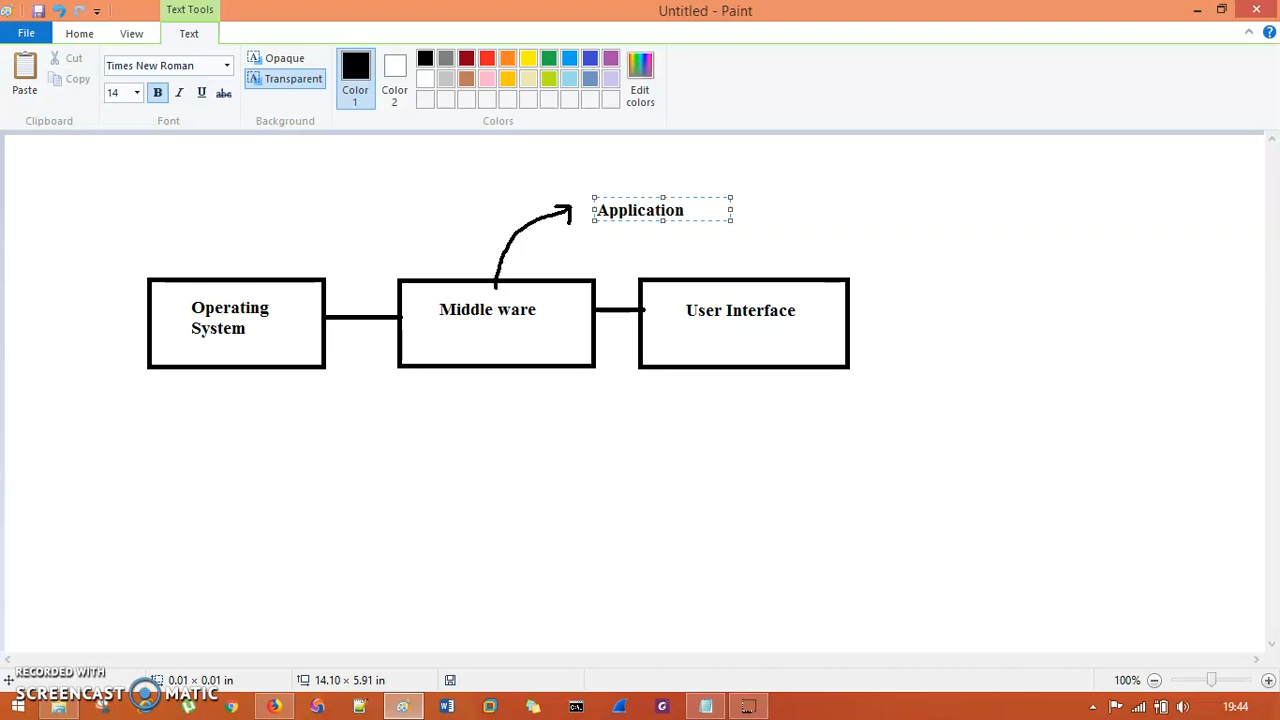 Text Tools
Untitled - Paint
File
Home
View
Text
Paste
Cut
Copy
Clipboard
Times New Roman
14
B I U abc
Font
Opaque
Transparent
Background
Color
1
Color
2
Edit
colors
Colors
Application
Operating
System
Middle ware
User Interface
RECORDED WITH
SCREENCAST MATIC
0.01 × 0.01 in
14.10 × 5.91 in
100%
19:44